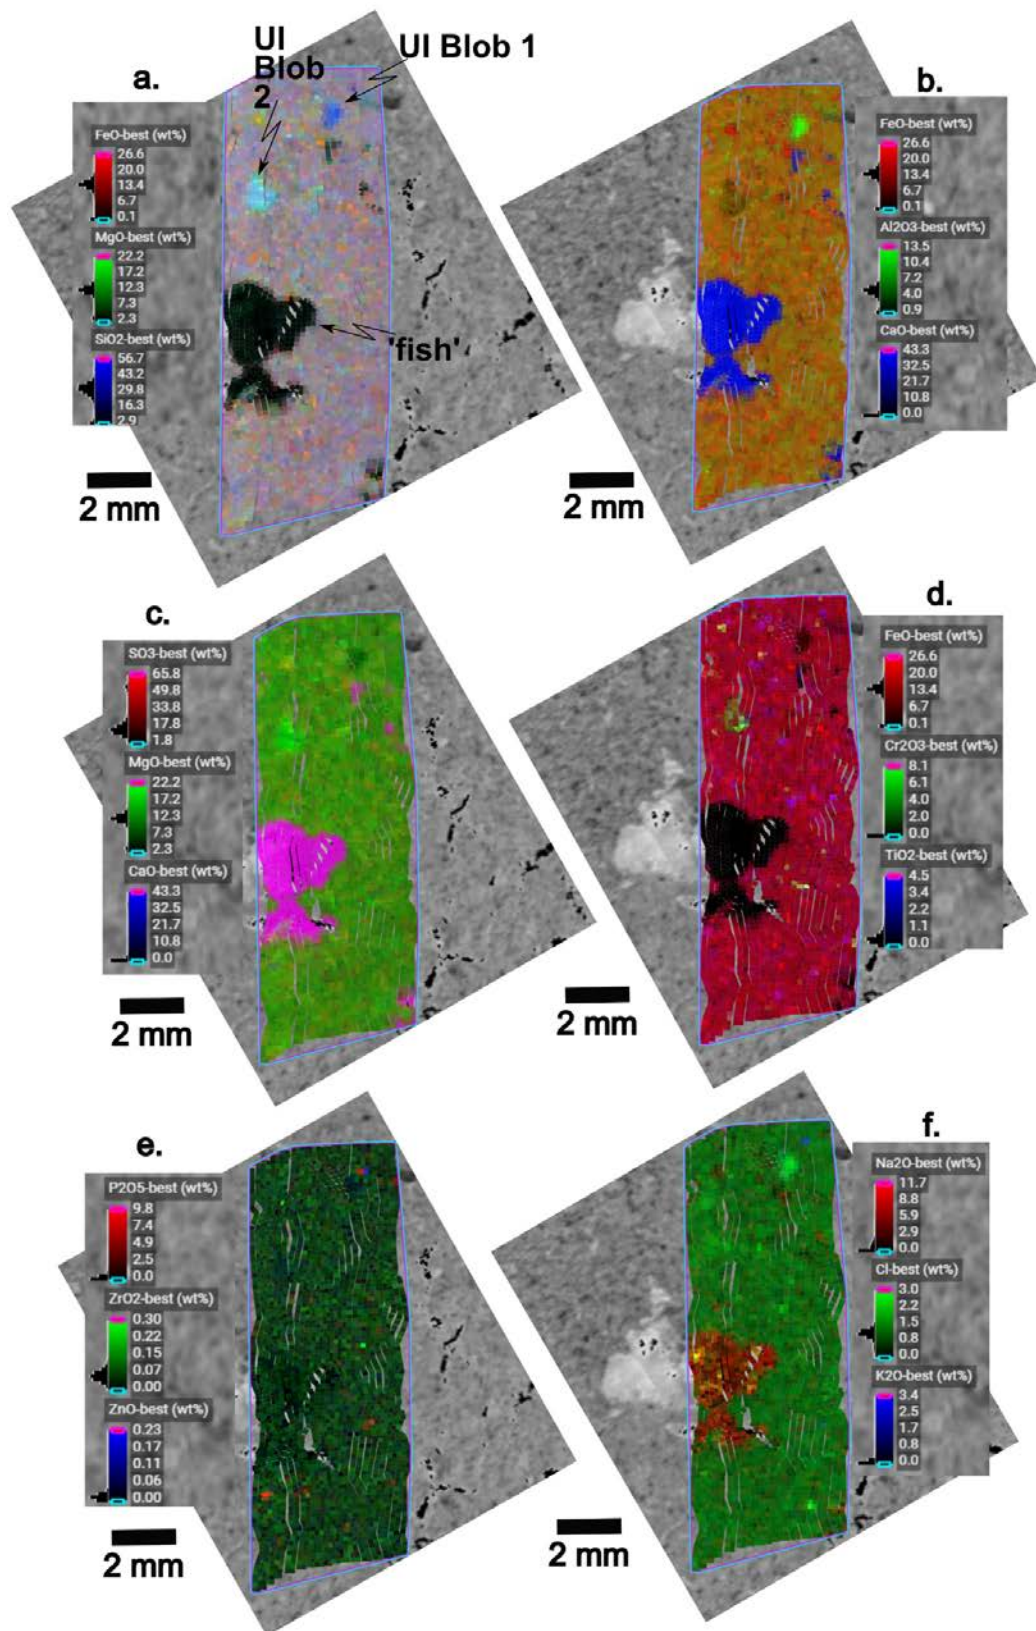 UI
Blob
2
UI Blob 1
a.
FeO-best (wt%)
26.6
20.0
13.4
6.7
0.1
MgO-best (wt%)
22.2
17.2
12.3
7.3
2.3
SiO2-best (wt%)
56.7
43.2
29.8
16.3
2.9
'fish'
2 mm
b.
FeO-best (wt%)
26.6
20.0
13.4
6.7
0.1
Al2O3-best (wt%)
13.5
10.4
7.2
4.0
0.9
CaO-best (wt%)
43.3
32.5
21.7
10.8
0.0
2 mm
c.
SO3-best (wt%)
65.8
49.8
33.8
17.8
1.8
MgO-best (wt%)
22.2
17.2
12.3
7.3
2.3
CaO-best (wt%)
43.3
32.5
21.7
10.8
0.0
2 mm
d.
FeO-best (wt%)
26.6
20.0
13.4
6.7
0.1
Cr2O3-best (wt%)
8.1
6.1
4.0
2.0
0.0
TiO2-best (wt%)
4.5
3.4
2.2
1.1
0.0
2 mm
e.
P2O5-best (wt%)
9.8
7.4
4.9
2.5
0.0
ZrO2-best (wt%)
0.30
0.22
0.15
0.07
0.00
ZnO-best (wt%)
0.23
0.17
0.11
0.06
0.00
2 mm
f.
Na2O-best (wt%)
11.7
8.8
5.9
2.9
0.0
Cl-best (wt%)
3.0
2.2
1.5
0.8
0.0
K2O-best (wt%)
3.4
2.5
1.7
0.8
0.0
2 mm